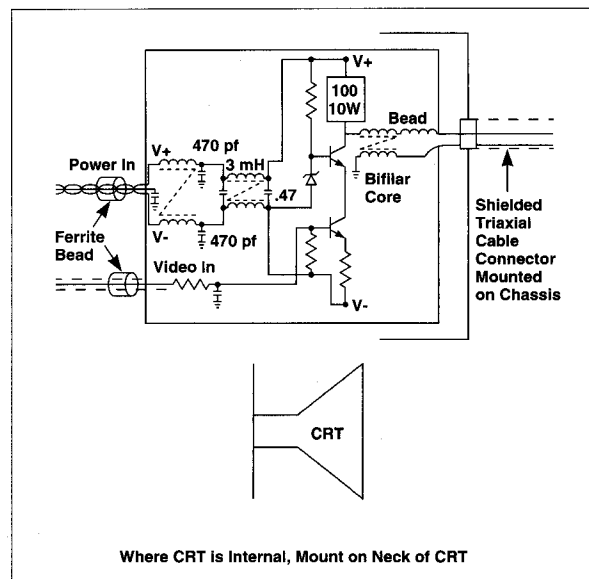 V+
100
10W
Bead
V+
470 pf
3 mH
Power In
.47
Bifilar
Core
Ferrite
Bead
V-
470 pf
Video In
V-
Shielded
Triaxial
Cable
Connector
Mounted
on Chassis
CRT
Where CRT is Internal, Mount on Neck of CRT